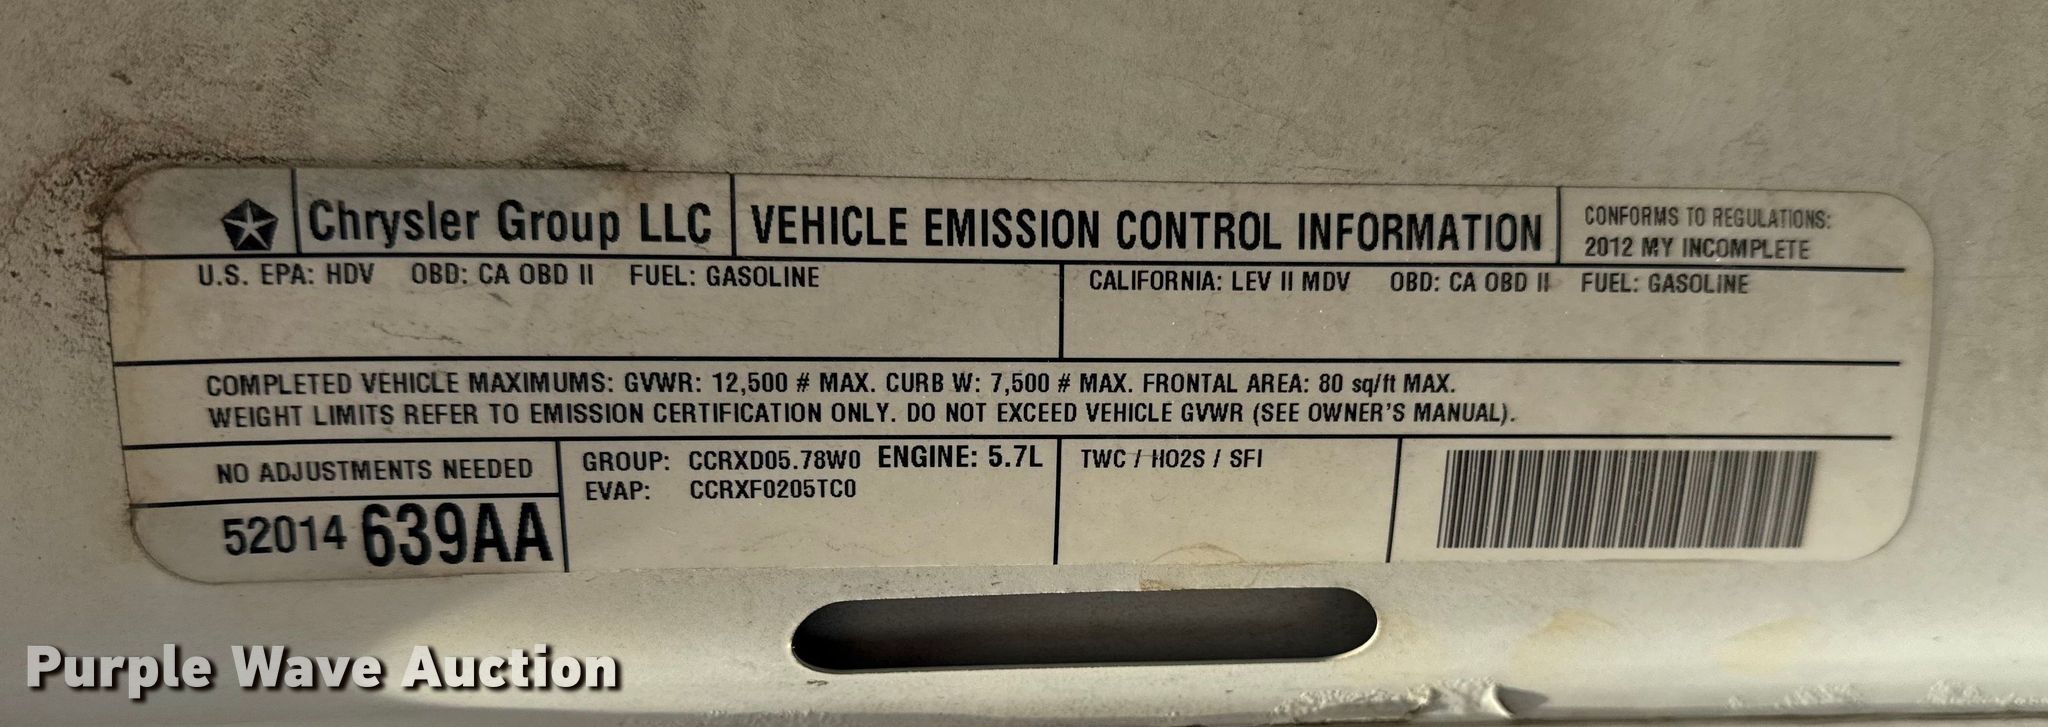 Chrysler Group LLC
VEHICLE EMISSION CONTROL INFORMATION
CONFORMS TO REGULATIONS:
2012 MY INCOMPLETE
U.S. EPA: HDV OBD: CA OBD II FUEL: GASOLINE
CALIFORNIA: LEV II MDV OBD: CA OBD II FUEL: GASOLINE
COMPLETED VEHICLE MAXIMUMS: GVWR: 12,500 # MAX. CURB W: 7,500 # MAX. FRONTAL AREA: 80 sq/ft MAX.
WEIGHT LIMITS REFER TO EMISSION CERTIFICATION ONLY. DO NOT EXCEED VEHICLE GVWR (SEE OWNER'S MANUAL).
NO ADJUSTMENTS NEEDED
52014 639AA
GROUP: CCRXD05.78W0 ENGINE: 5.7L
EVAP: CCRXF0205TC0
TWC / HO2S / SFI
Purple Wave Auction